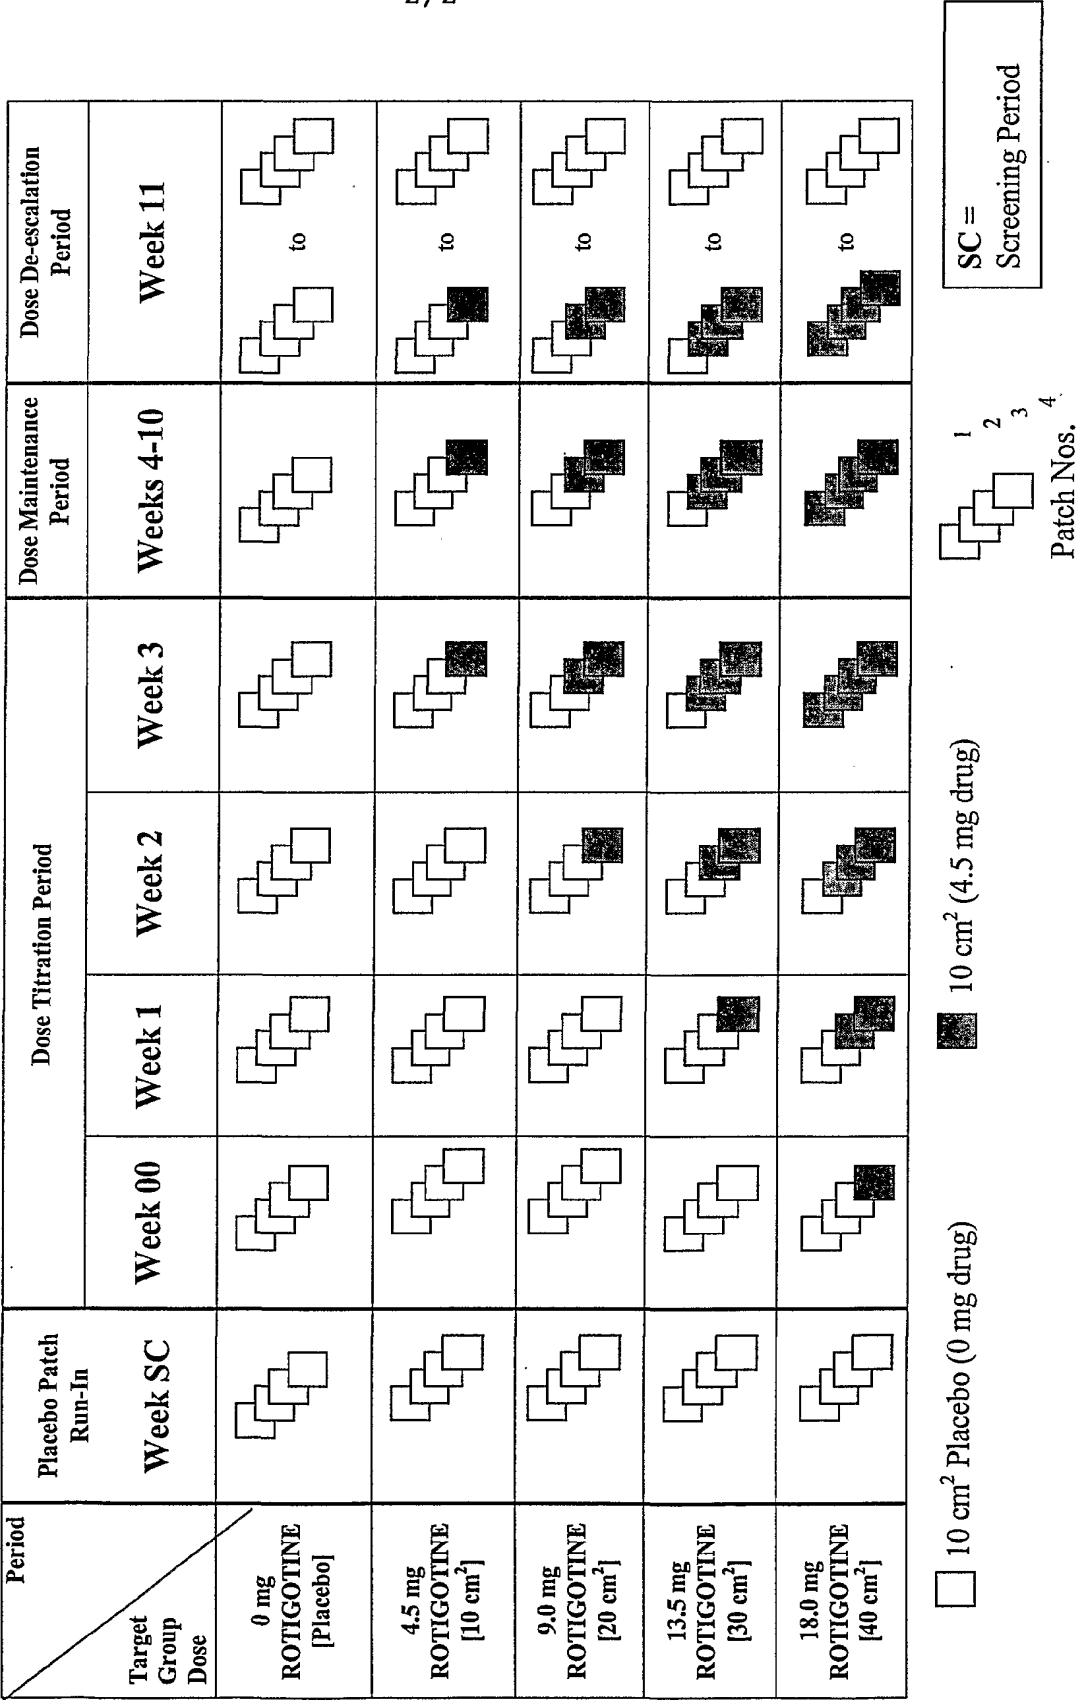 2/2
Period
Target
Group
Dose
Placebo Patch
Run-In
Dose Titration Period
Dose Maintenance
Period
Dose De-escalation
Period
Week SC
Week 00
Week 1
Week 2
Week 3
Weeks 4-10
Week 11
0 mg
ROTIGOTINE
[Placebo]
to
4.5 mg
ROTIGOTINE
[10 cm²]
to
9.0 mg
ROTIGOTINE
[20 cm²]
to
13.5 mg
ROTIGOTINE
[30 cm²]
to
18.0 mg
ROTIGOTINE
[40 cm²]
to
10 cm² Placebo (0 mg drug)
10 cm² (4.5 mg drug)
1
2
3
4
Patch Nos.
SC =
Screening Period